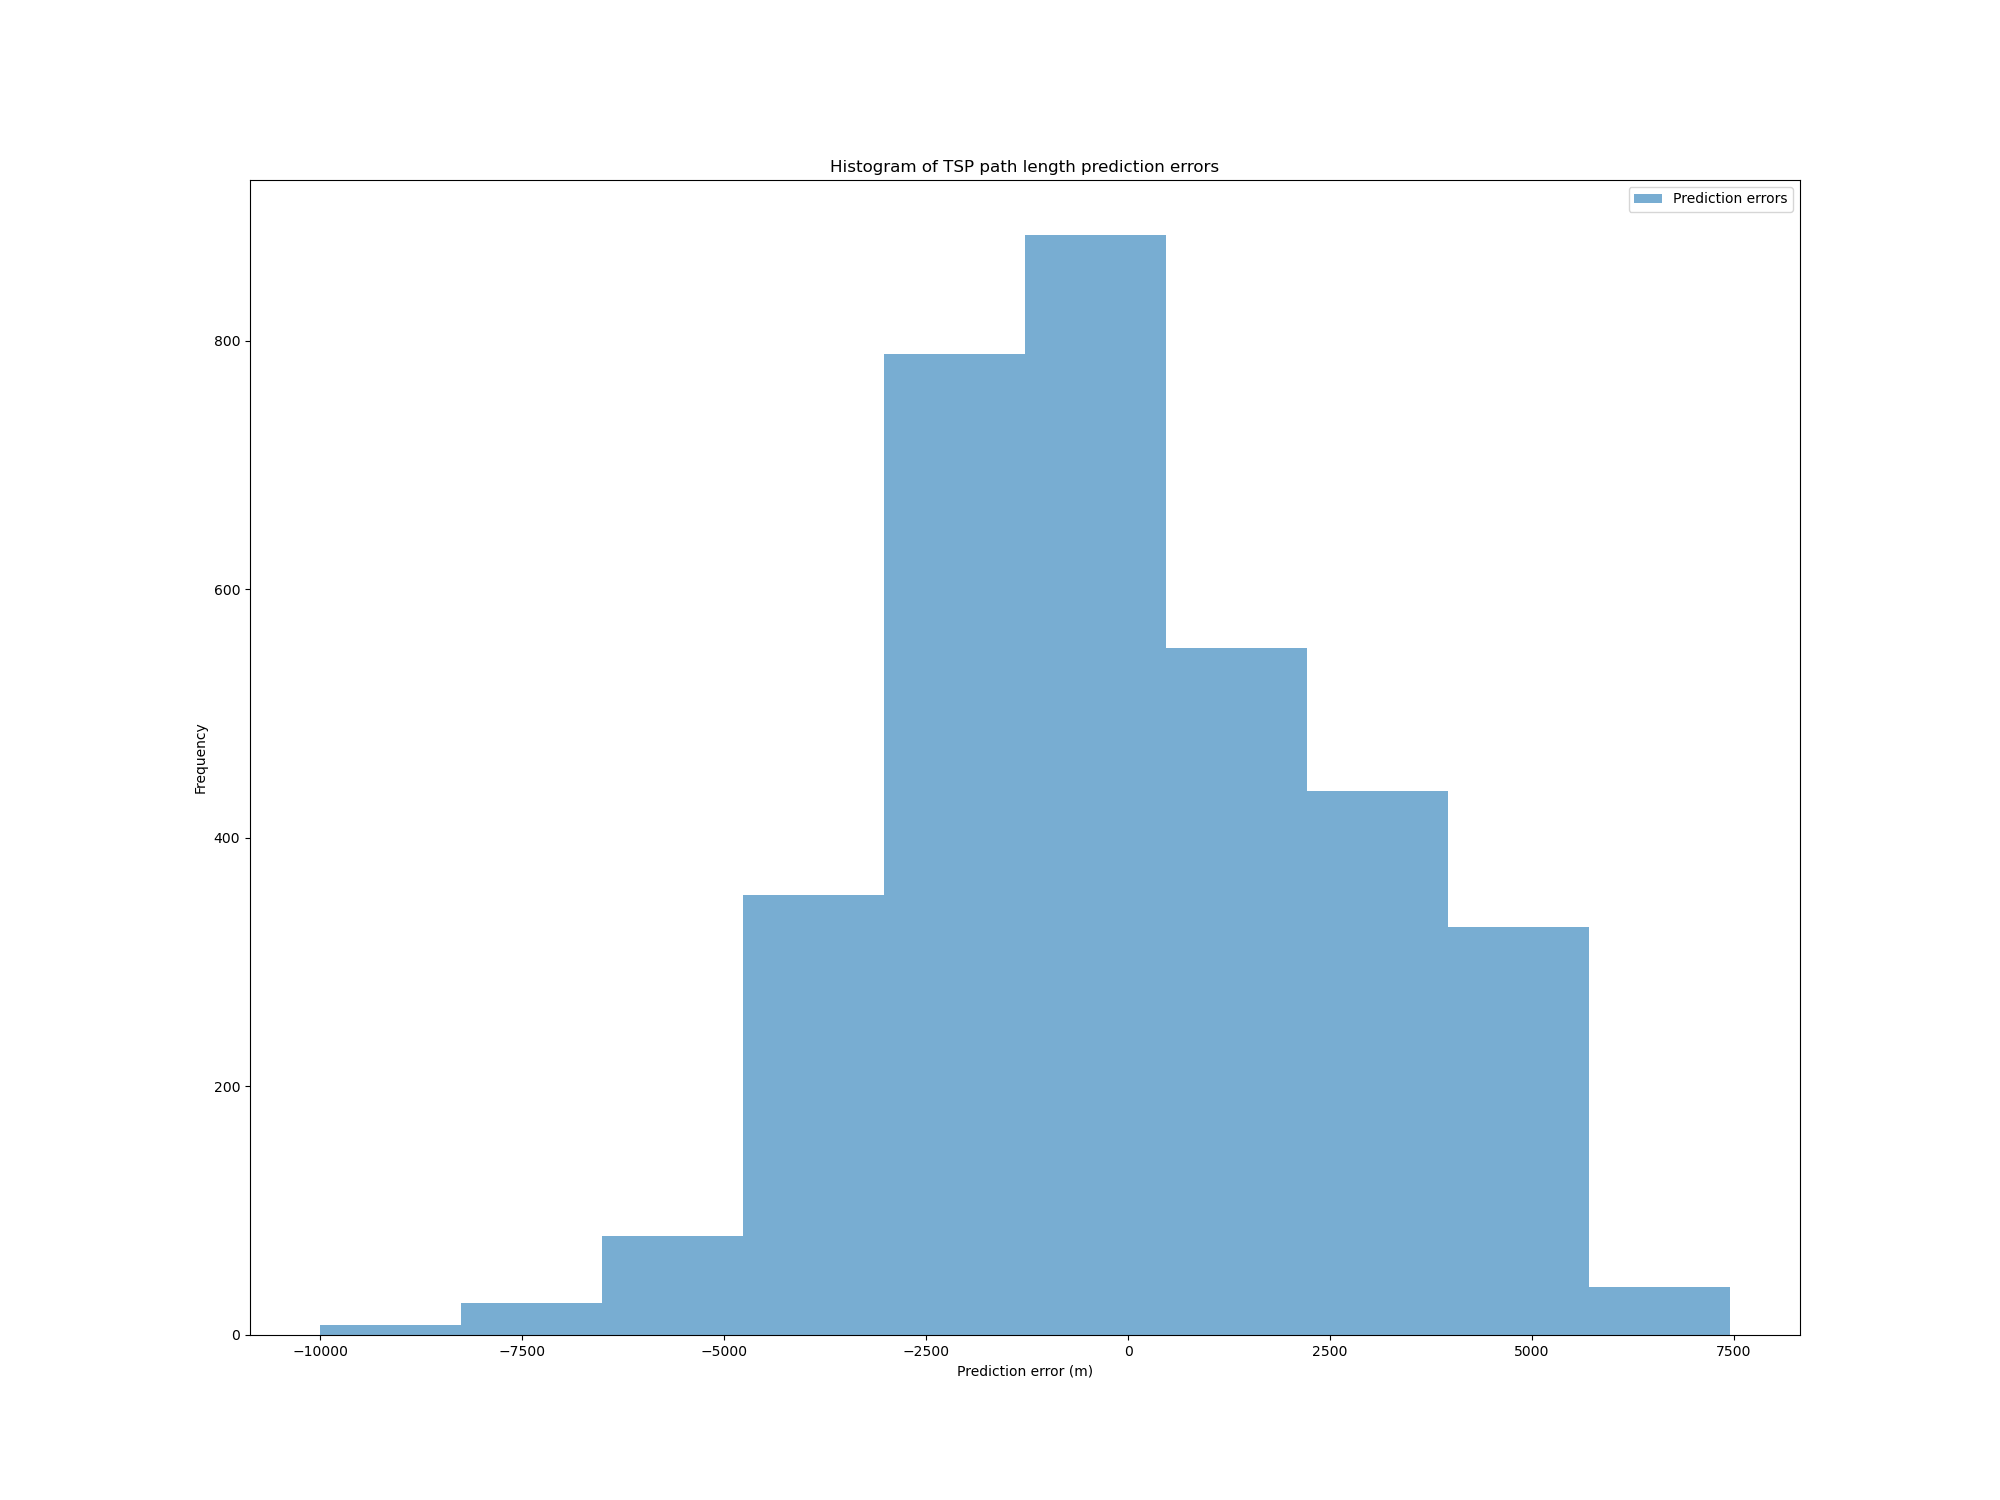 Histogram of TSP path length prediction errors
Prediction errors
800
600
400
200
0
Frequency
−10000 −7500 −5000 −2500 0 2500 5000 7500
Prediction error (m)